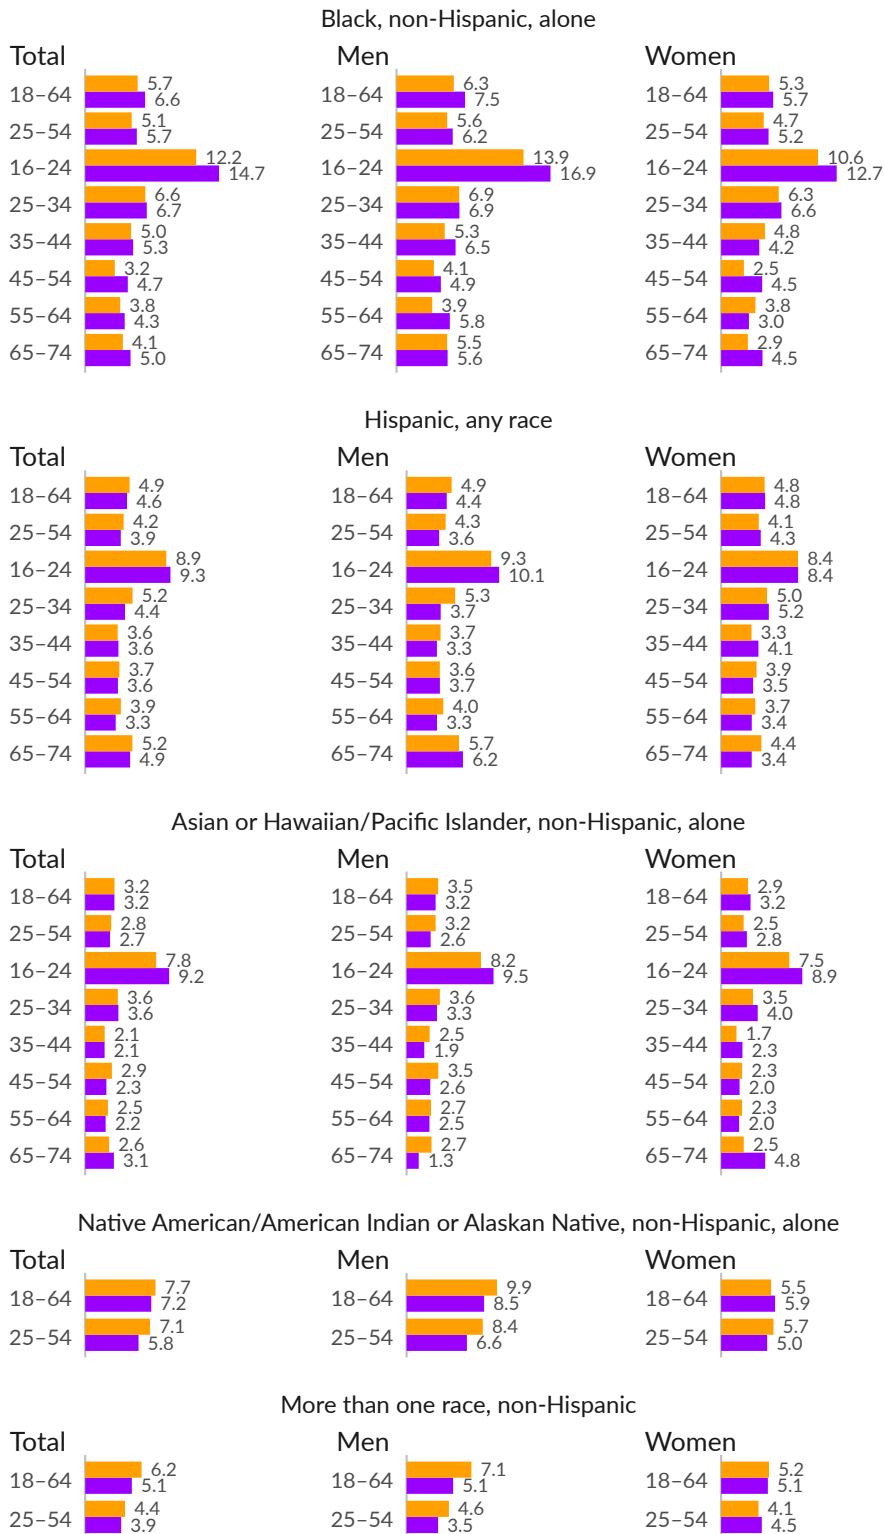 Black, non-Hispanic, alone
Total Men Women
5.7 6.3 5.3
18–64 6.6 18–64 7.5 18–64 5.7
5.1 5.6 4.7
25–54 5.7 25–54 6.2 25–54 5.2
12.2 13.9 10.6
16–24 14.7 16–24 16.9 16–24 12.7
6.6 6.9 6.3
25–34 6.7 25–34 6.9 25–34 6.6
5.0 5.3 4.8
35–44 5.3 35–44 6.5 35–44 4.2
3.2 4.1 2.5
45–54 4.7 45–54 4.9 45–54 4.5
3.8 3.9 3.8
55–64 4.3 55–64 5.8 55–64 3.0
4.1 5.5 2.9
65–74 5.0 65–74 5.6 65–74 4.5
Hispanic, any race
Total Men Women
4.9 4.9 4.8
18–64 4.6 18–64 4.4 18–64 4.8
4.2 4.3 4.1
25–54 3.9 25–54 3.6 25–54 4.3
8.9 9.3 8.4
16–24 9.3 16–24 10.1 16–24 8.4
5.2 5.3 5.0
25–34 4.4 25–34 3.7 25–34 5.2
3.6 3.7 3.3
35–44 3.6 35–44 3.3 35–44 4.1
3.7 3.6 3.9
45–54 3.6 45–54 3.7 45–54 3.5
3.9 4.0 3.7
55–64 3.3 55–64 3.3 55–64 3.4
5.2 5.7 4.4
65–74 4.9 65–74 6.2 65–74 3.4
Asian or Hawaiian/Pacific Islander, non-Hispanic, alone
Total Men Women
3.2 3.5 2.9
18–64 3.2 18–64 3.2 18–64 3.2
2.8 3.2 2.5
25–54 2.7 25–54 2.6 25–54 2.8
7.8 8.2 7.5
16–24 9.2 16–24 9.5 16–24 8.9
3.6 3.6 3.5
25–34 3.6 25–34 3.3 25–34 4.0
2.1 2.5 1.7
35–44 2.1 35–44 1.9 35–44 2.3
2.9 3.5 2.3
45–54 2.3 45–54 2.6 45–54 2.0
2.5 2.7 2.3
55–64 2.2 55–64 2.5 55–64 2.0
2.6 2.7 2.5
65–74 3.1 65–74 1.3 65–74 4.8
Native American/American Indian or Alaskan Native, non-Hispanic, alone
Total Men Women
7.7 9.9 5.5
18–64 7.2 18–64 8.5 18–64 5.9
7.1 8.4 5.7
25–54 5.8 25–54 6.6 25–54 5.0
More than one race, non-Hispanic
Total Men Women
6.2 7.1 5.2
18–64 5.1 18–64 5.1 18–64 5.1
4.4 4.6 4.1
25–54 3.9 25–54 3.5 25–54 4.5